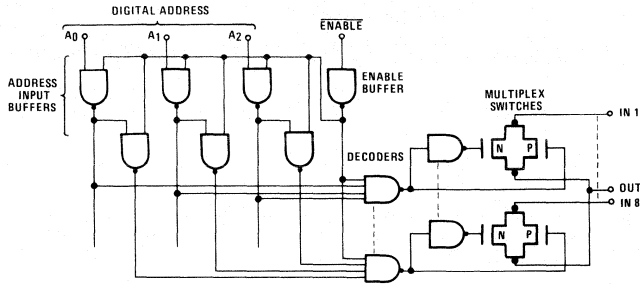 DIGITAL ADDRESS
A0
A1
A2
ENABLE
ADDRESS
INPUT
BUFFERS
ENABLE
BUFFER
MULTIPLEX
SWITCHES
IN 1
DECODERS
N
P
OUT
IN 8
N
P